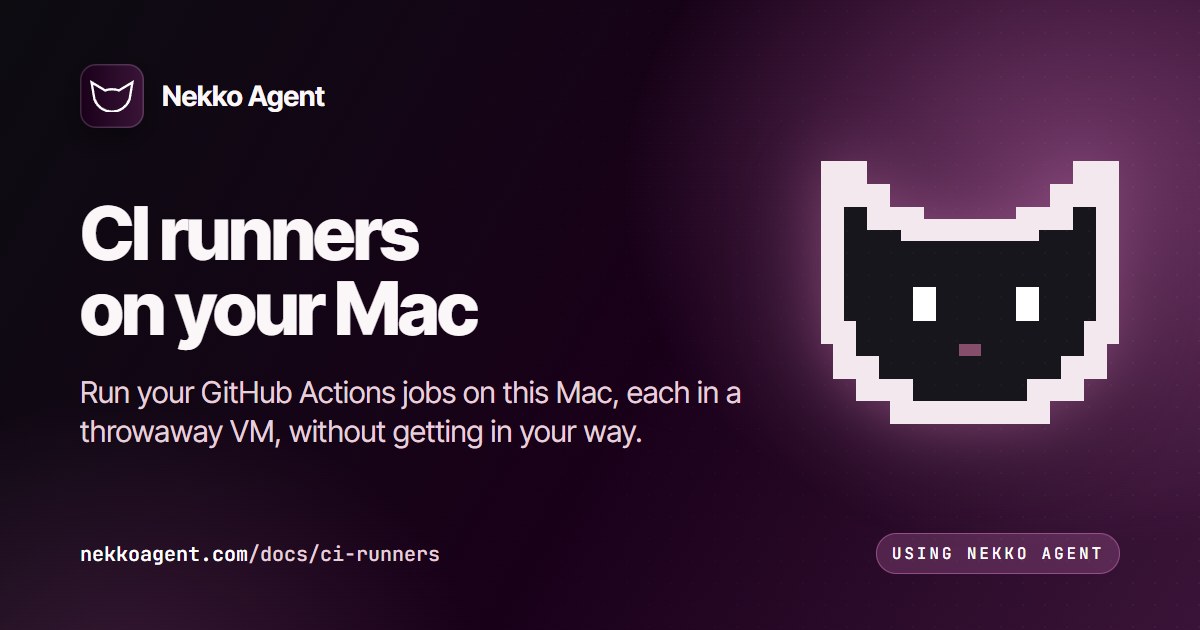 Nekko Agent
CI runners
on your Mac
Run your GitHub Actions jobs on this Mac, each in a
throwaway VM, without getting in your way.
nekkoagent.com/docs/ci-runners
USING NEKKO AGENT